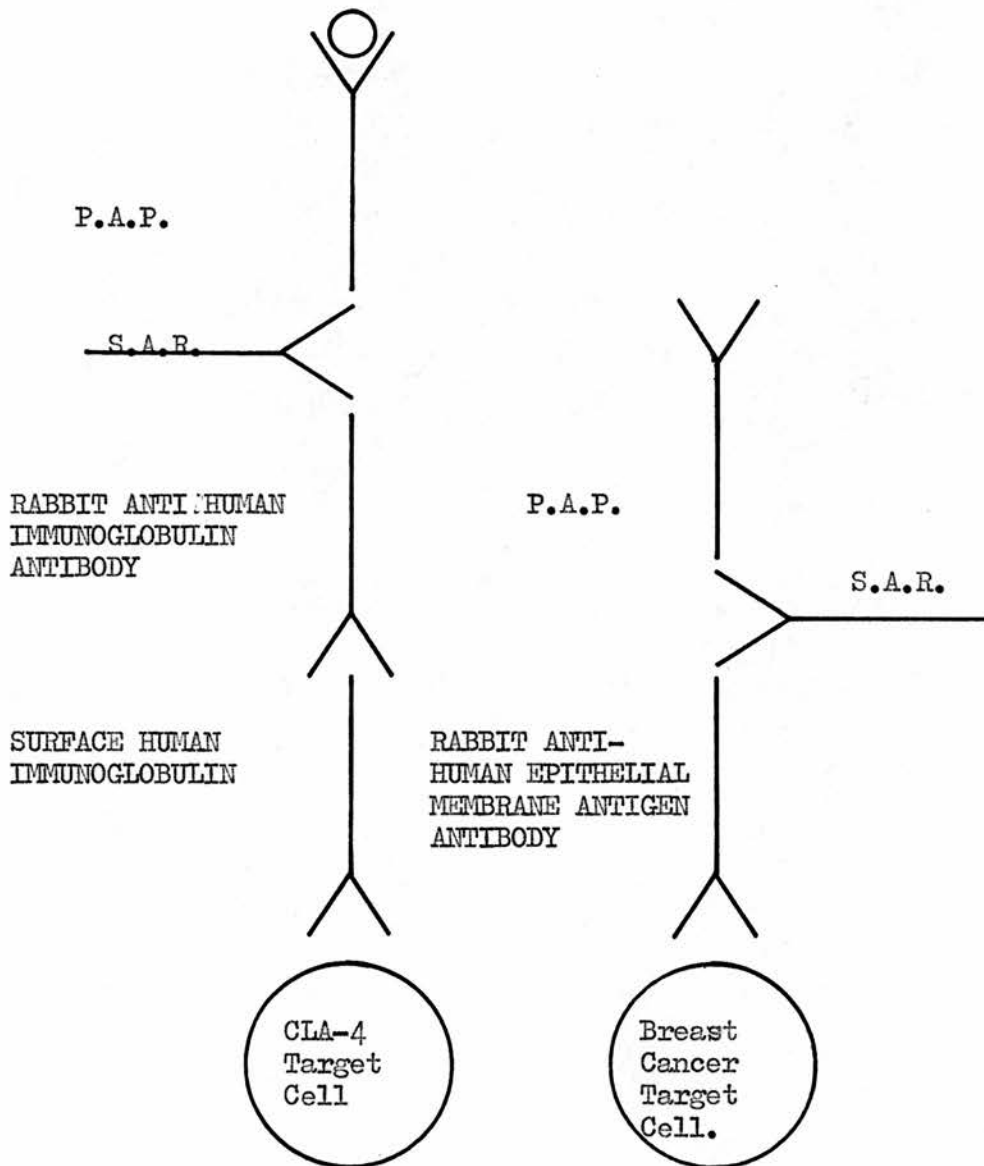 P.A.P.
S.A.R.
RABBIT ANTI-HUMAN
IMMUNOGLOBULIN
ANTIBODY
P.A.P.
S.A.R.
SURFACE HUMAN
IMMUNOGLOBULIN
RABBIT ANTI-
HUMAN EPITHELIAL
MEMBRANE ANTIGEN
ANTIBODY
CLA-4
Target
Cell
Breast
Cancer
Target
Cell.